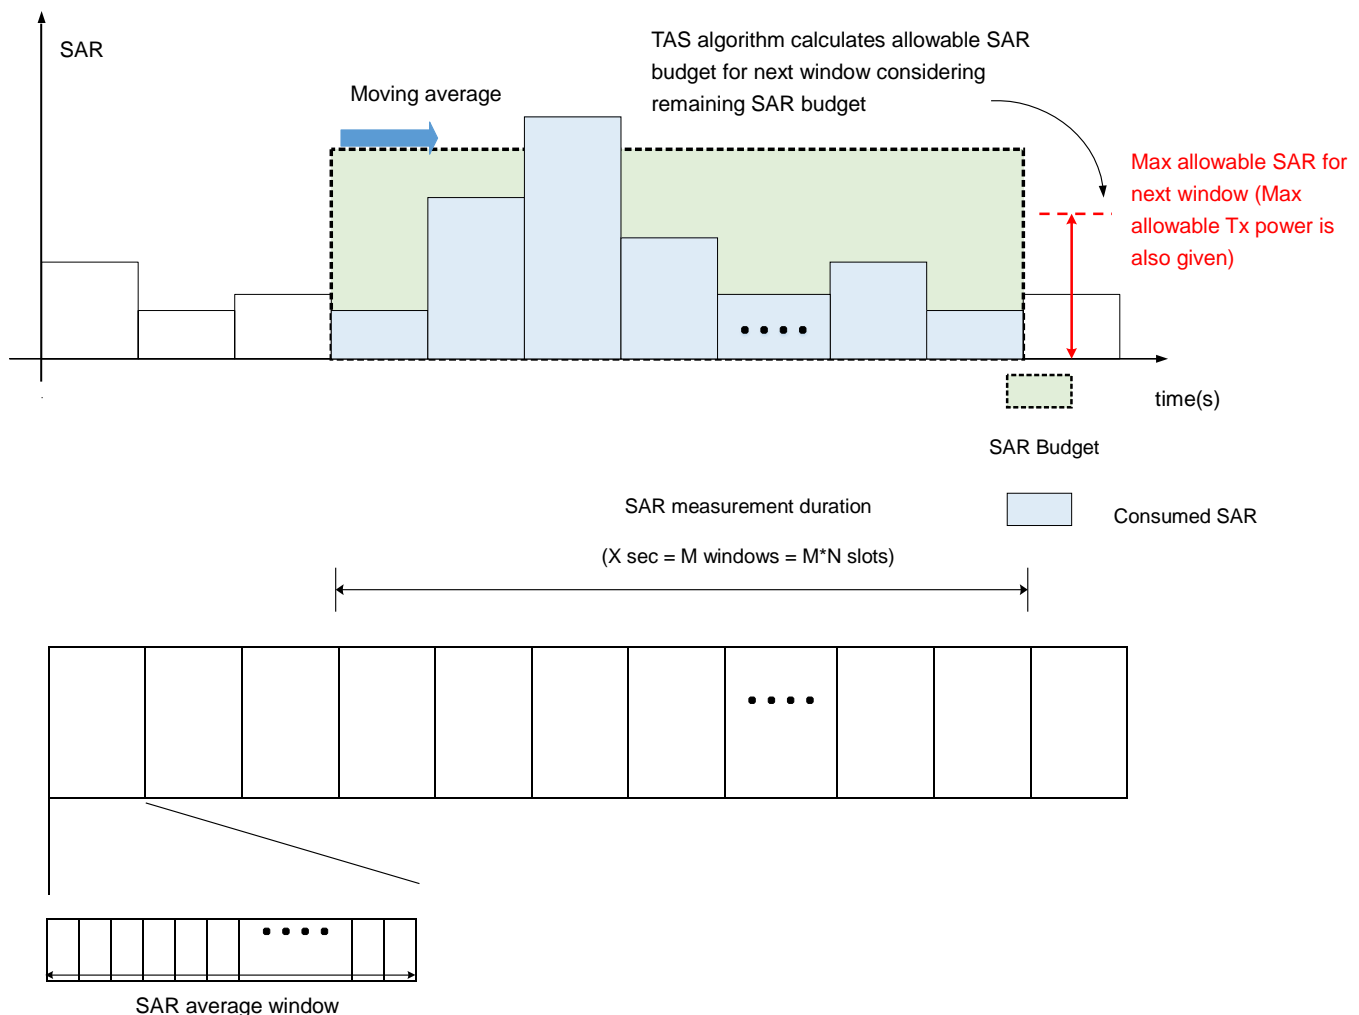 SAR
TAS algorithm calculates allowable SAR
budget for next window considering
remaining SAR budget
Moving average
Max allowable SAR for
next window (Max
allowable Tx power is
also given)
time(s)
SAR Budget
SAR measurement duration
Consumed SAR
(X sec = M windows = M*N slots)
SAR average window